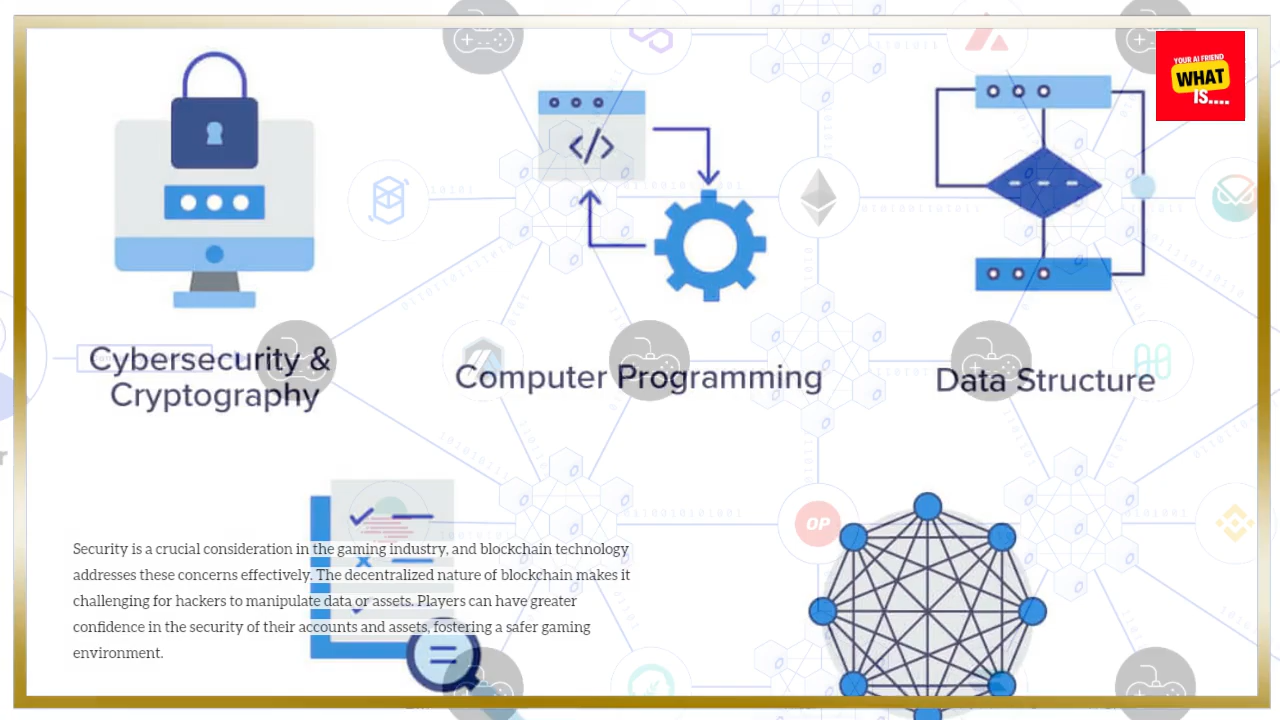 YOUR AI FRIEND
WHAT
IS....
Cybersecurity &
Cryptography
Computer Programming
Data Structure
</>
OP
Security is a crucial consideration in the gaming industry, and blockchain technology
addresses these concerns effectively. The decentralized nature of blockchain makes it
challenging for hackers to manipulate data or assets. Players can have greater
confidence in the security of their accounts and assets, fostering a safer gaming
environment.